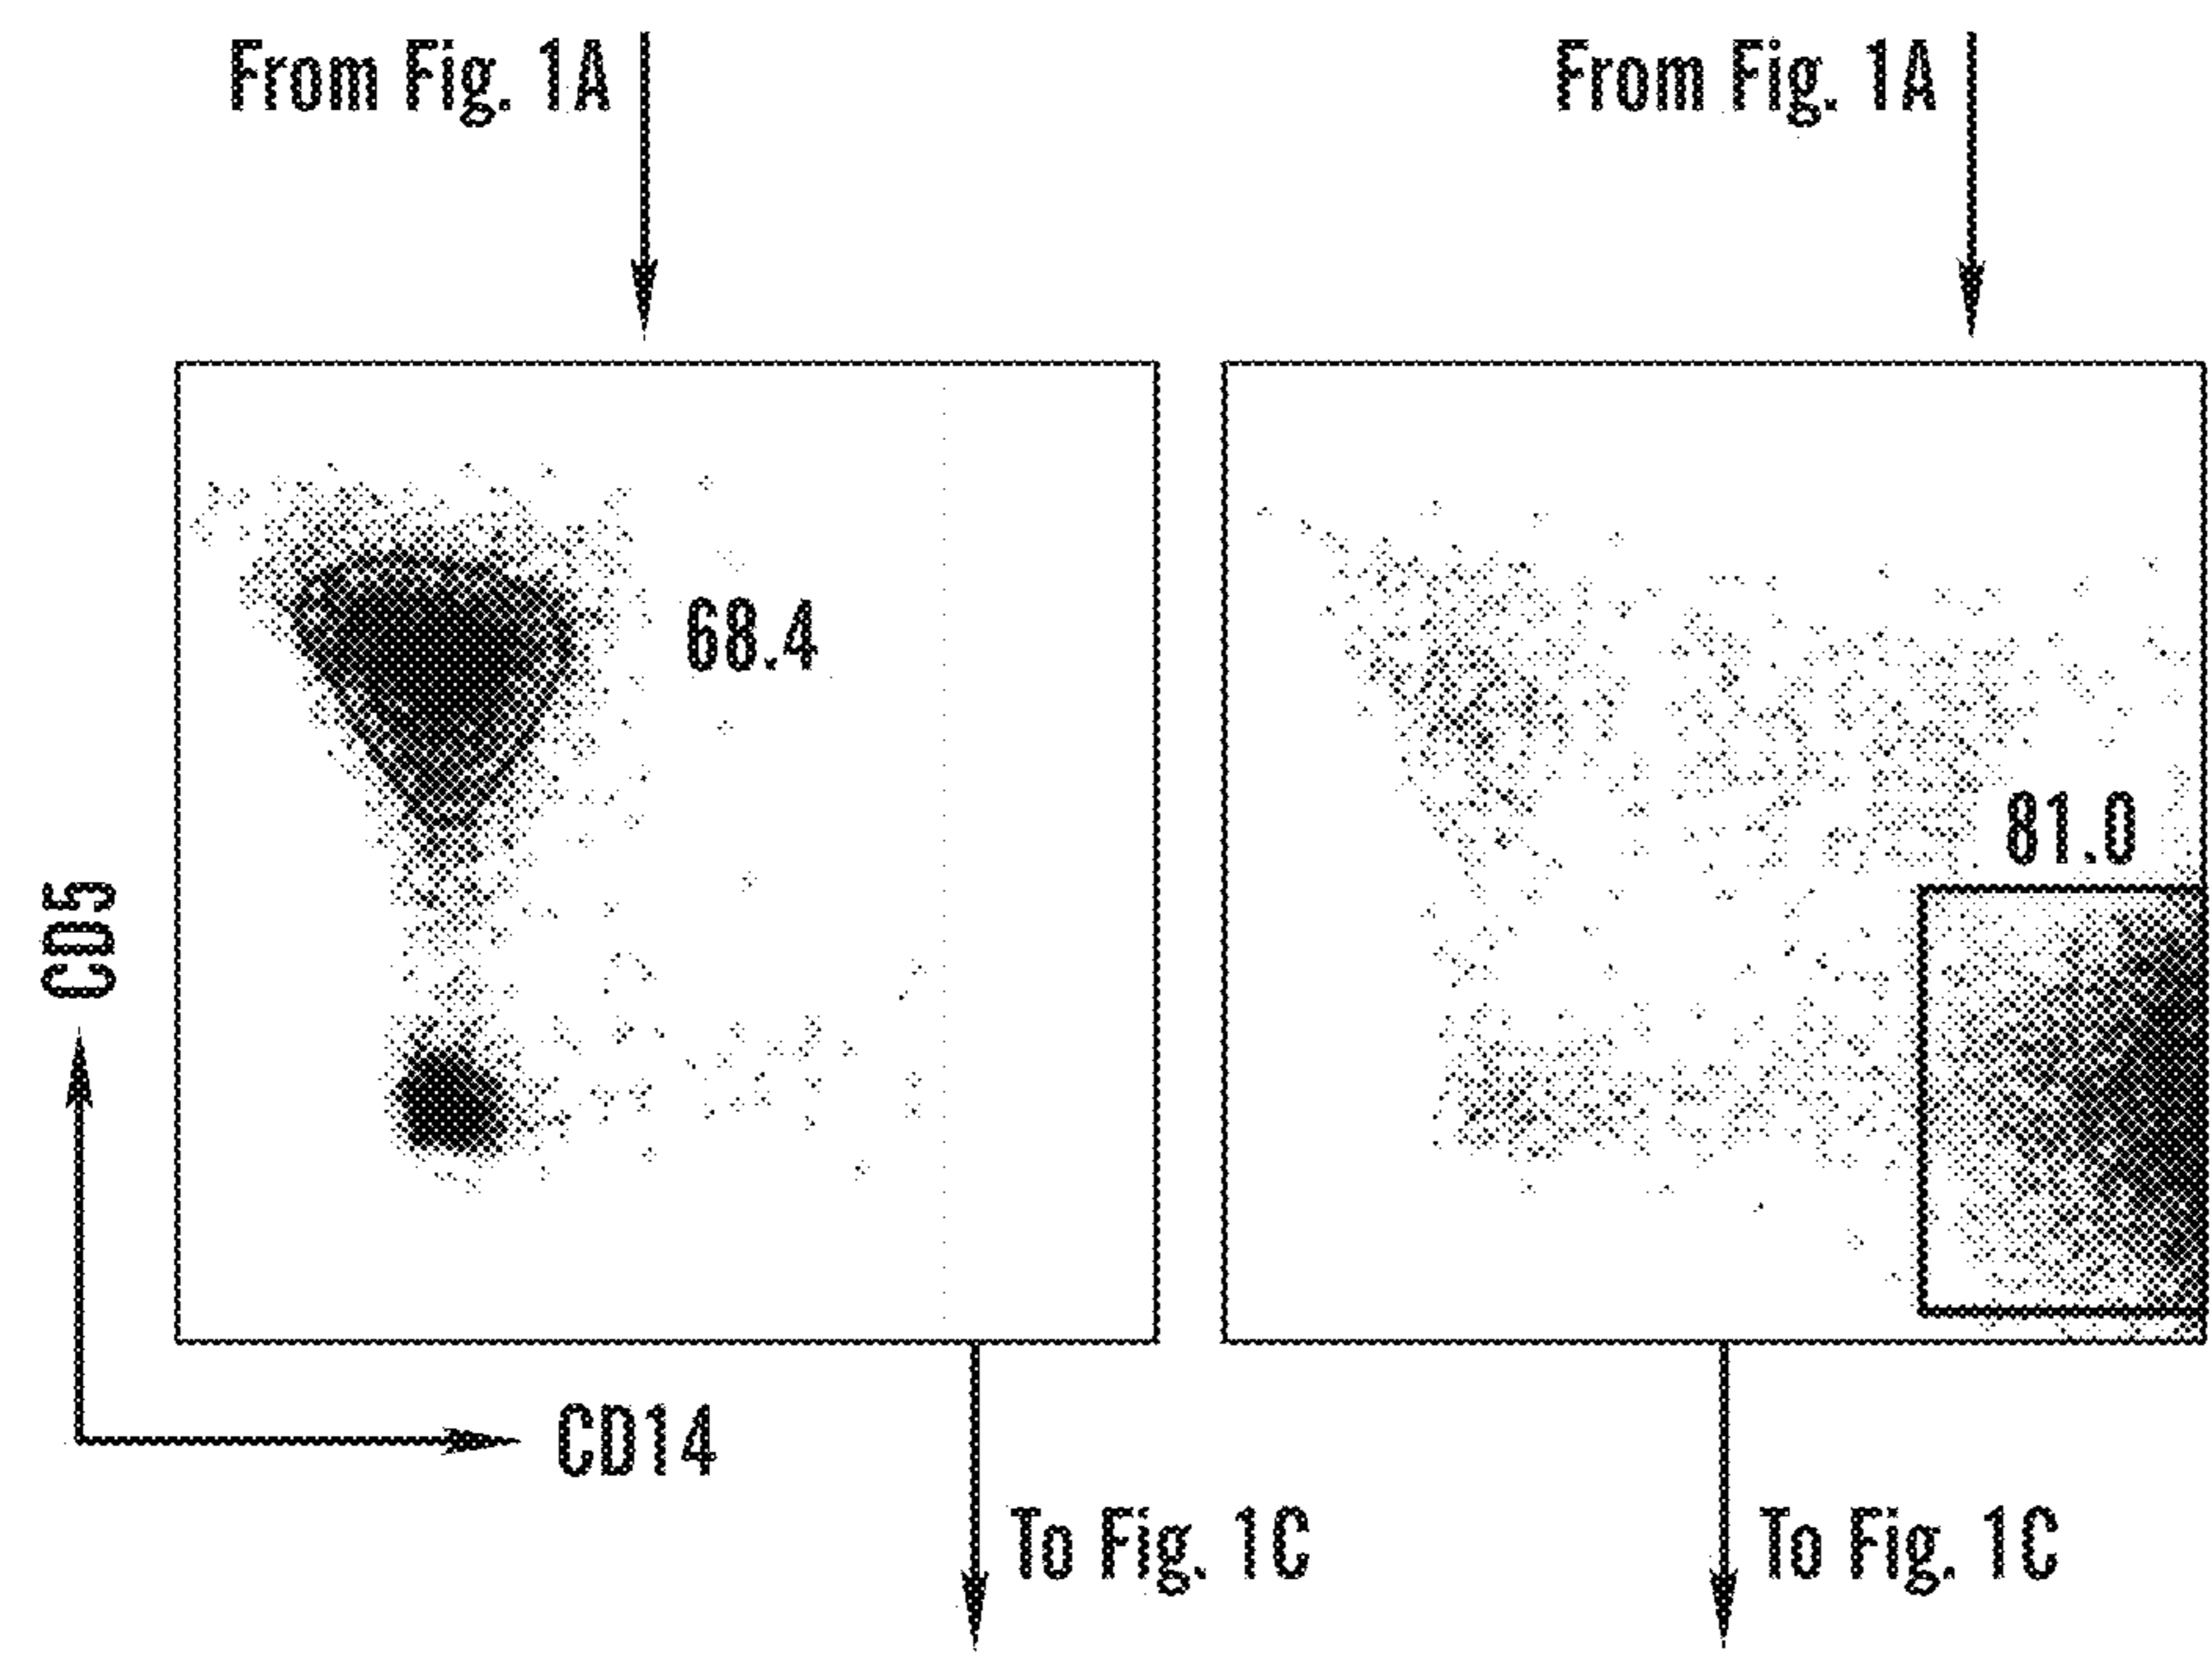 From Fig. 1A
From Fig. 1A
68.4
81.0
CD5
CD14
To Fig. 1C
To Fig. 1C